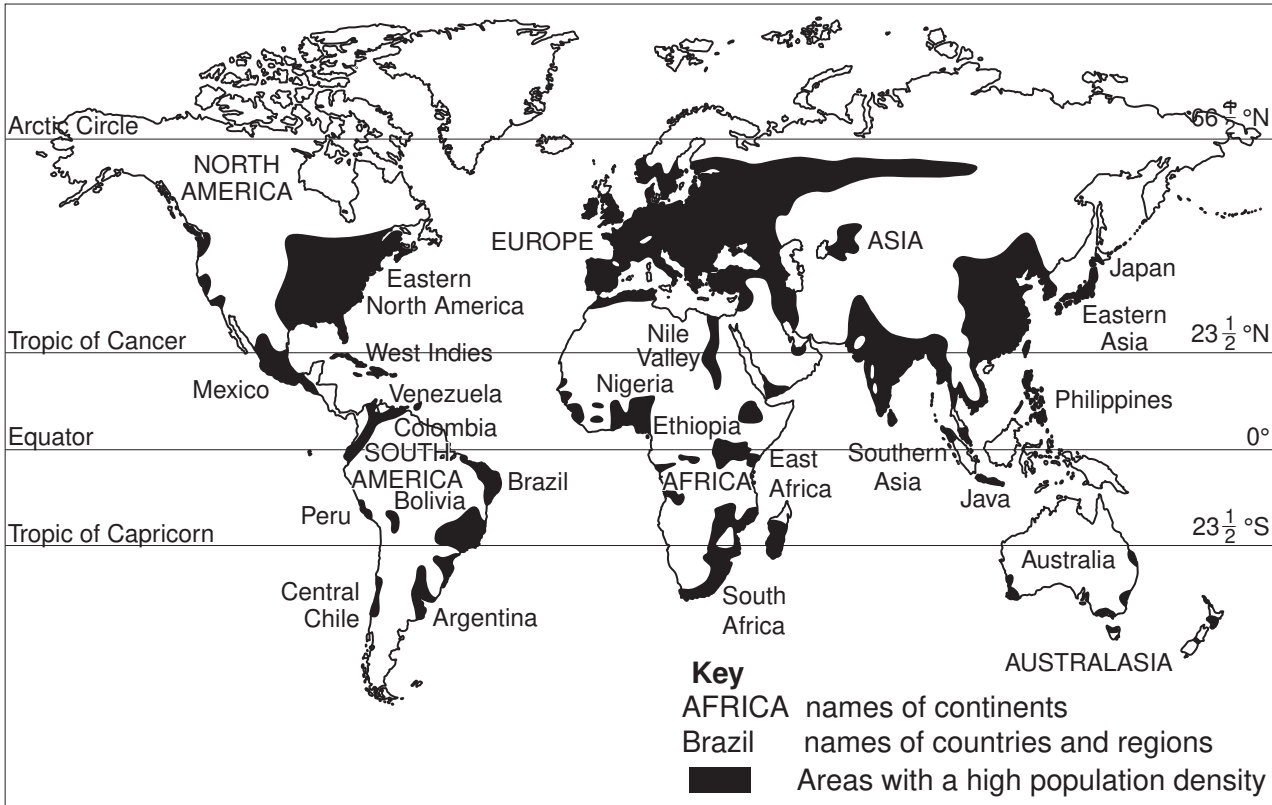 Arctic Circle
66 °N
NORTH
AMERICA
EUROPE
ASIA
Eastern
North America
Japan
Eastern
Asia
Tropic of Cancer
23 1/2 °N
West Indies
Nile
Valley
Mexico
Nigeria
Venezuela
Philippines
Colombia
Ethiopia
Equator
0°
SOUTH
AMERICA
Bolivia
Brazil
AFRICA
East
Africa
Southern
Asia
Java
Peru
Tropic of Capricorn
23 1/2 °S
Australia
Central
Chile
Argentina
South
Africa
AUSTRALASIA
Key
AFRICA names of continents
Brazil names of countries and regions
Areas with a high population density